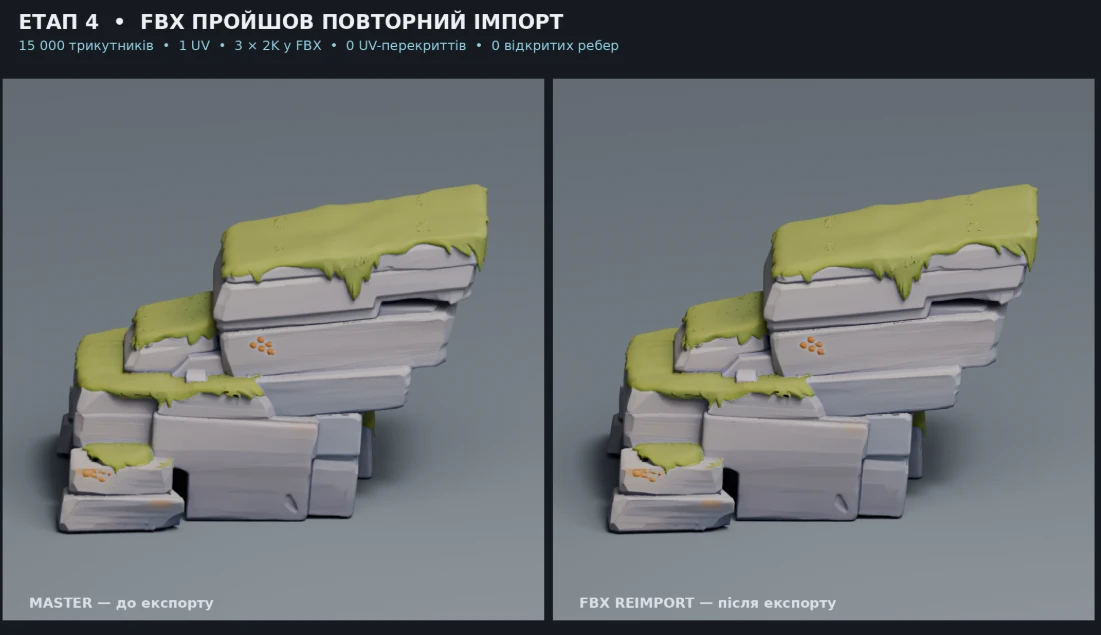 ЕТАП 4 • FBX ПРОЙШОВ ПОВТОРНИЙ ІМПОРТ
15 000 трикутників • 1 UV • 3 × 2K у FBX • 0 UV-перекриттів • 0 відкритих ребер
MASTER — до експорту
FBX REIMPORT — після експорту